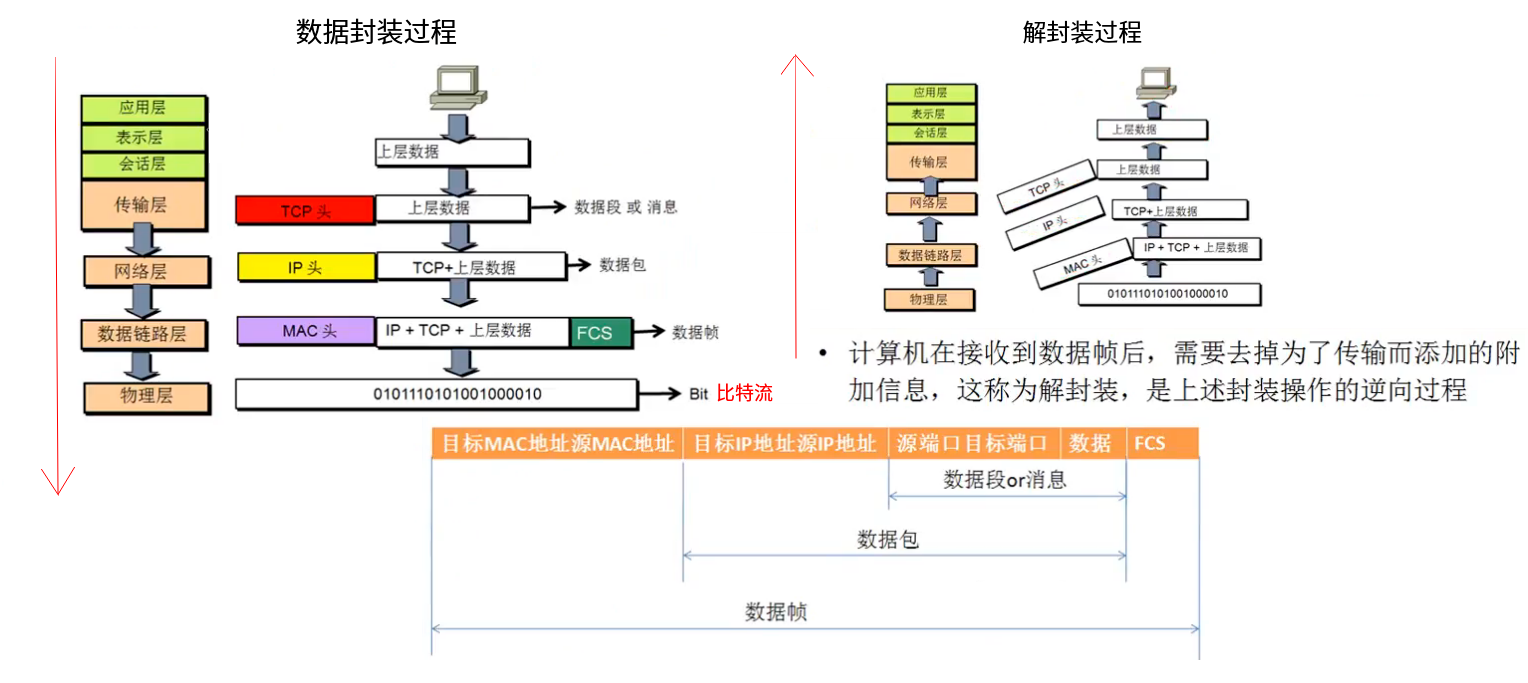 数据封装过程
应用层
表示层
会话层
传输层
网络层
数据链路层
物理层
上层数据
TCP 头
上层数据
数据段 或 消息
IP 头
TCP+上层数据
数据包
MAC 头
IP + TCP + 上层数据
FCS
数据帧
0101110101001000010
Bit 比特流
解封装过程
应用层
表示层
会话层
传输层
网络层
数据链路层
物理层
上层数据
上层数据
TCP 头
TCP+上层数据
IP 头
IP + TCP + 上层数据
MAC 头
0101110101001000010
• 计算机在接收到数据帧后，需要去掉为了传输而添加的附
加信息，这称为解封装，是上述封装操作的逆向过程
目标MAC地址源MAC地址
目标IP地址源IP地址
源端口目标端口
数据
FCS
数据段or消息
数据包
数据帧